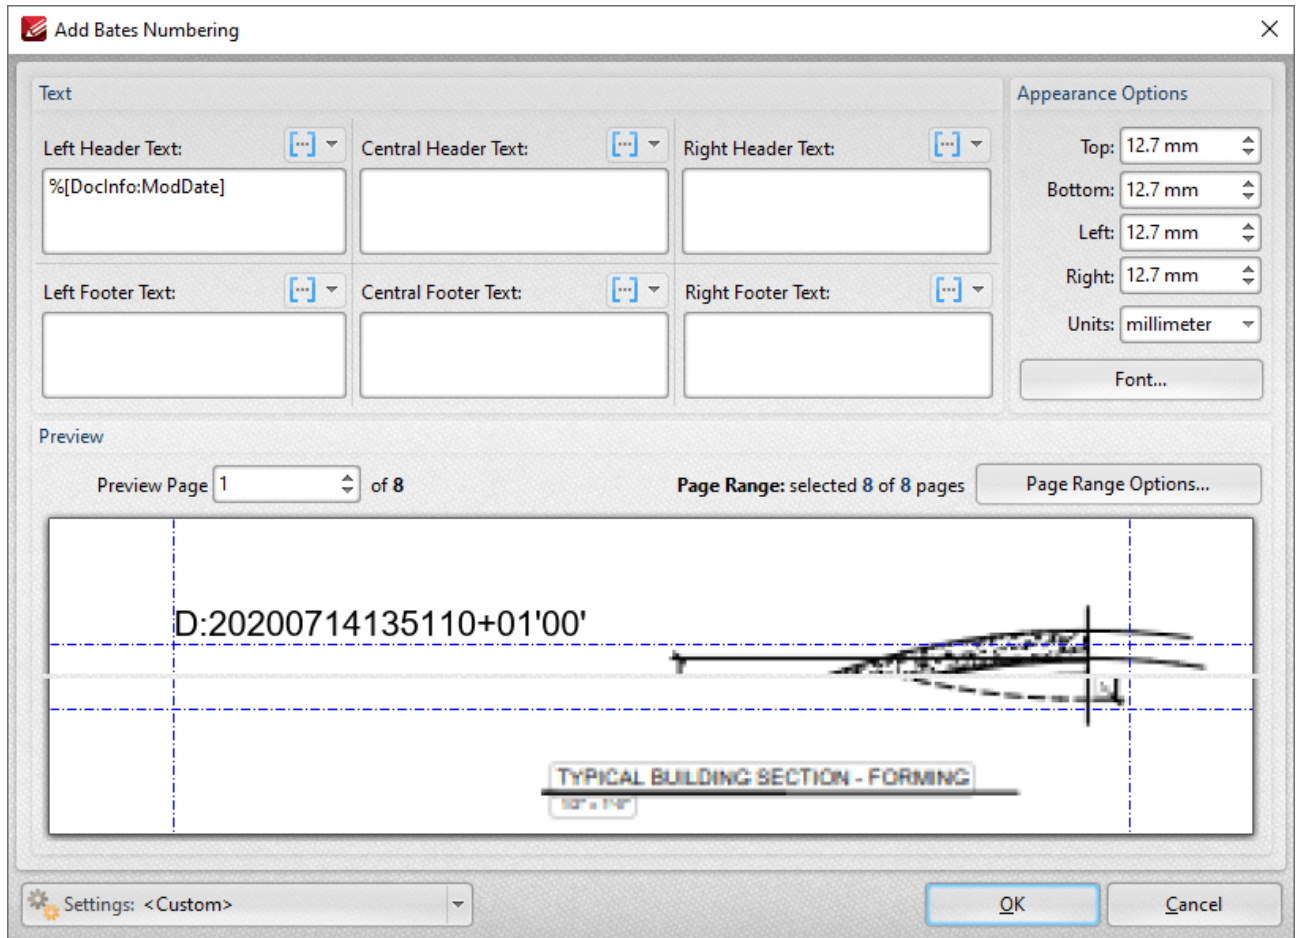 Add Bates Numbering
Text
Appearance Options
Left Header Text:
Central Header Text:
Right Header Text:
%[DocInfo:ModDate]
Top: 12.7 mm
Bottom: 12.7 mm
Left: 12.7 mm
Right: 12.7 mm
Left Footer Text:
Central Footer Text:
Right Footer Text:
Units: millimeter
Font...
Preview
Preview Page 1 of 8
Page Range: selected 8 of 8 pages
Page Range Options...
D:20200714135110+01'00'
TYPICAL BUILDING SECTION - FORMING
Settings: <Custom>
OK
Cancel